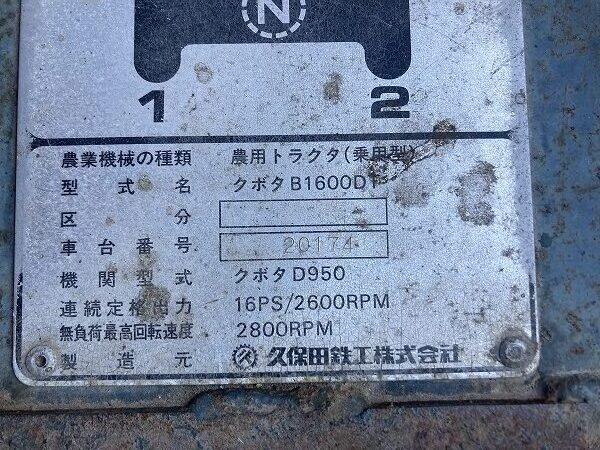 N
1 2
農業機械の種類 農用トラクタ(乗用型)
型式名 クボタB1600DT
区分
車台番号 20174
機関型式 クボタD950
連続定格出力 16PS/2600RPM
無負荷最高回転速度 2800RPM
製造元 久保田鉄工株式会社